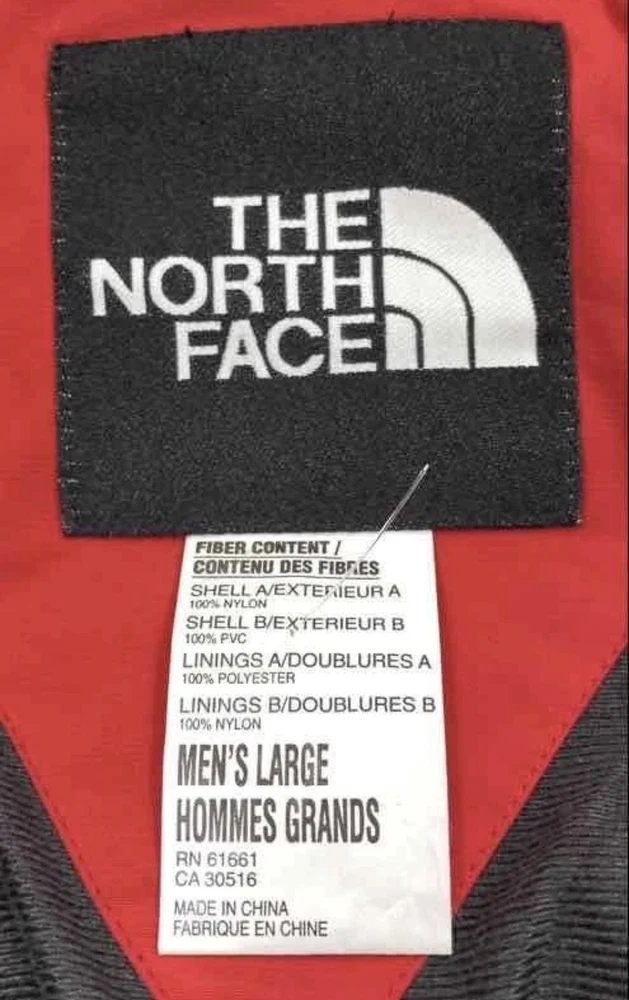 THE
NORTH
FACE
FIBER CONTENT /
CONTENU DES FIBRES
SHELL A/EXTERIEUR A
100% NYLON
SHELL B/EXTERIEUR B
100% PVC
LININGS A/DOUBLURES A
100% POLYESTER
LININGS B/DOUBLURES B
100% NYLON
MEN'S LARGE
HOMMES GRANDS
RN 61661
CA 30516
MADE IN CHINA
FABRIQUE EN CHINE